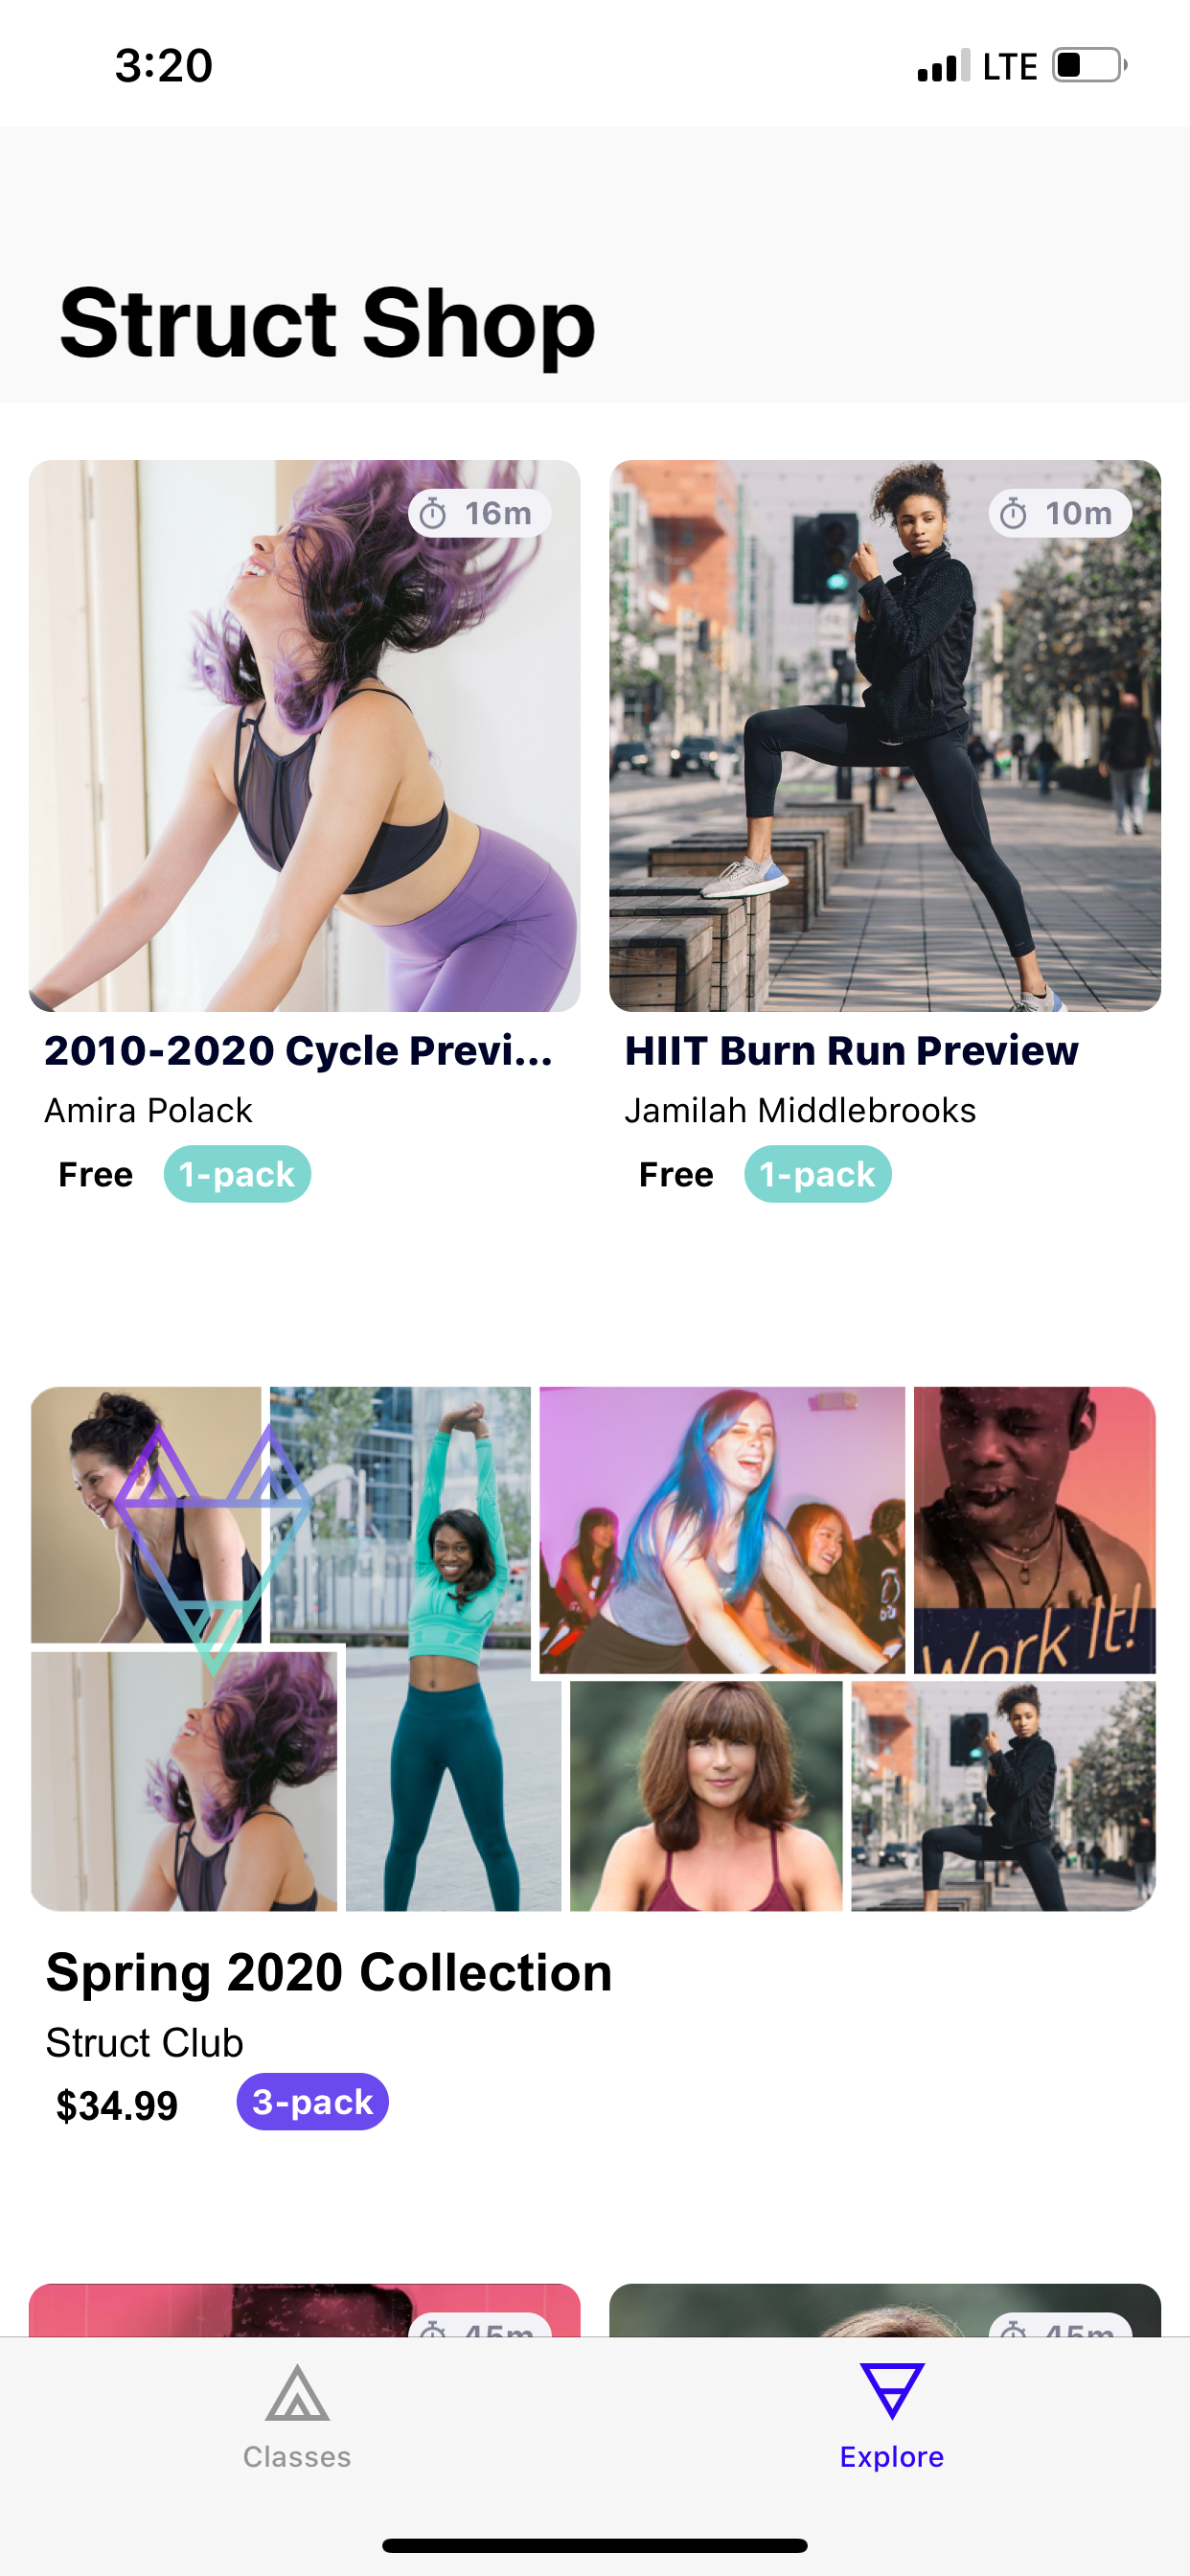 3:20
LTE
Struct Shop
16m
10m
2010-2020 Cycle Previ...
HIIT Burn Run Preview
Amira Polack
Jamilah Middlebrooks
Free
1-pack
Free
1-pack
Work It!
Spring 2020 Collection
Struct Club
$34.99
3-pack
45m
45m
Classes
Explore